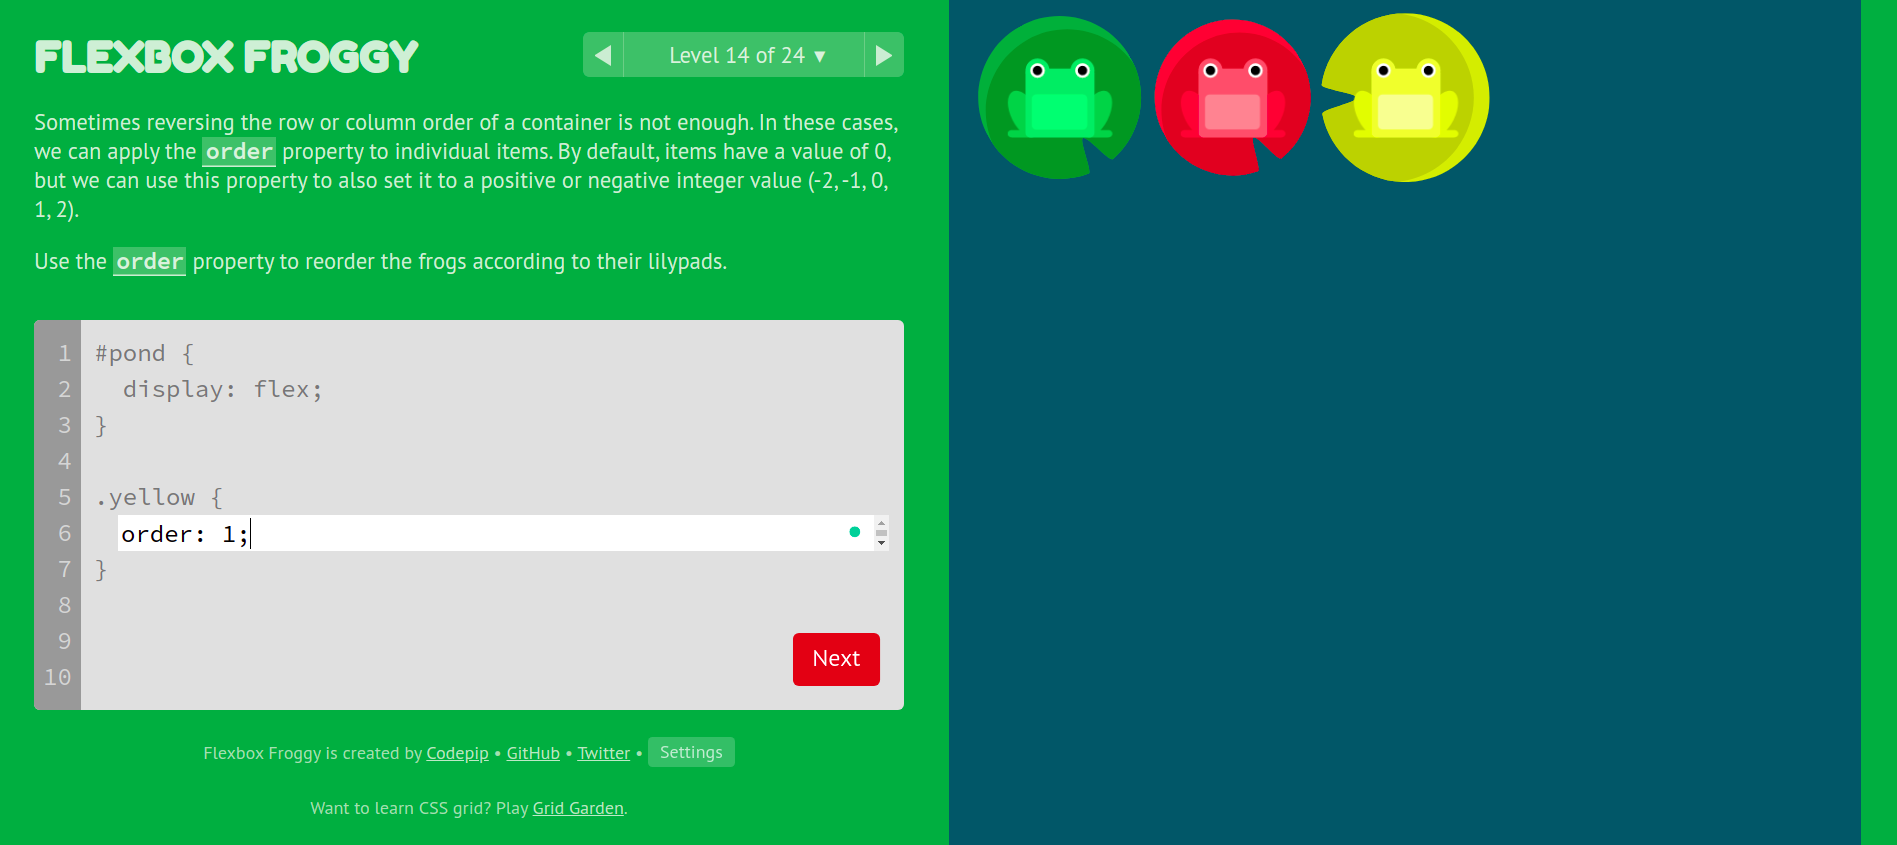 FLEXBOX FROGGY
◀ Level 14 of 24 ▼ ▶
Sometimes reversing the row or column order of a container is not enough. In these cases,
we can apply the order property to individual items. By default, items have a value of 0,
but we can use this property to also set it to a positive or negative integer value (-2, -1, 0,
1, 2).
Use the order property to reorder the frogs according to their lilypads.
1 #pond {
2   display: flex;
3 }
4
5 .yellow {
6   order: 1;
7 }
8
9
10
Next
Flexbox Froggy is created by Codepip • GitHub • Twitter • Settings
Want to learn CSS grid? Play Grid Garden.